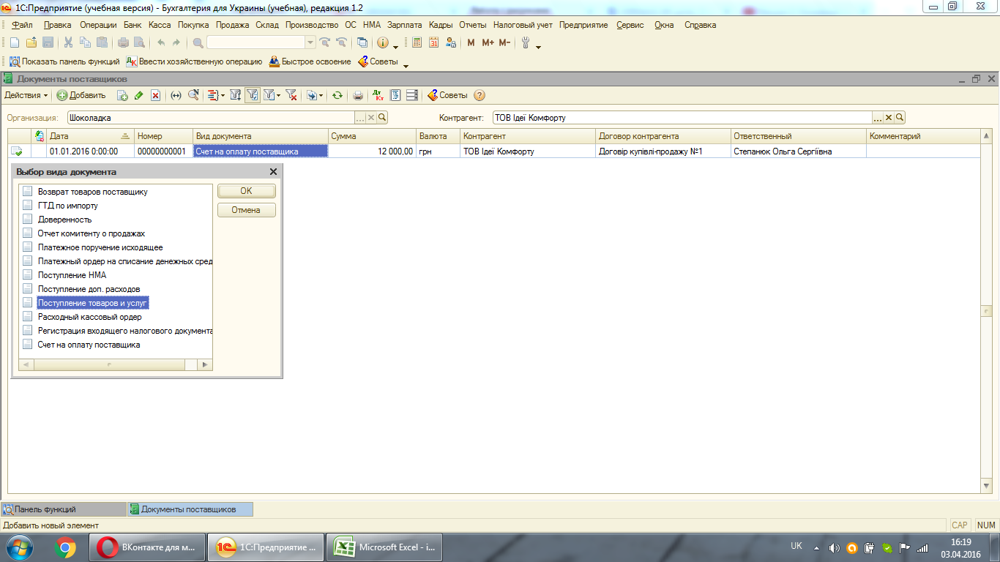 1С:Предприятие (учебная версия) - Бухгалтерия для Украины (учебная), редакция 1.2
Файл Правка Операции Банк Касса Покупка Продажа Склад Производство ОС НМА Зарплата Кадры Отчеты Налоговый учет Предприятие Сервис Окна Справка
M M+ M-
Показать панель функций Ввести хозяйственную операцию Быстрое освоение Советы
Документы поставщиков
Действия Добавить Советы
Организация: Шоколадка Контрагент: ТОВ Ідеї Комфорту
Дата Номер Вид документа Сумма Валюта Контрагент Договор контрагента Ответственный Комментарий
01.01.2016 0:00:00 00000000001 Счет на оплату поставщика 12 000,00 грн ТОВ Ідеї Комфорту Договір купівлі-продажу №1 Степанюк Ольга Сергіївна
Выбор вида документа
Возврат товаров поставщику
ГТД по импорту
Доверенность
Отчет комитенту о продажах
Платежное поручение исходящее
Платежный ордер на списание денежных сред
Поступление НМА
Поступление доп. расходов
Поступление товаров и услуг
Расходный кассовый ордер
Регистрация входящего налогового документа
Счет на оплату поставщика
OK
Отмена
Панель функций Документы поставщиков
Добавить новый элемент CAP NUM
ВКонтакте для м... 1С:Предприятие ... Microsoft Excel - i... UK 16:19
03.04.2016